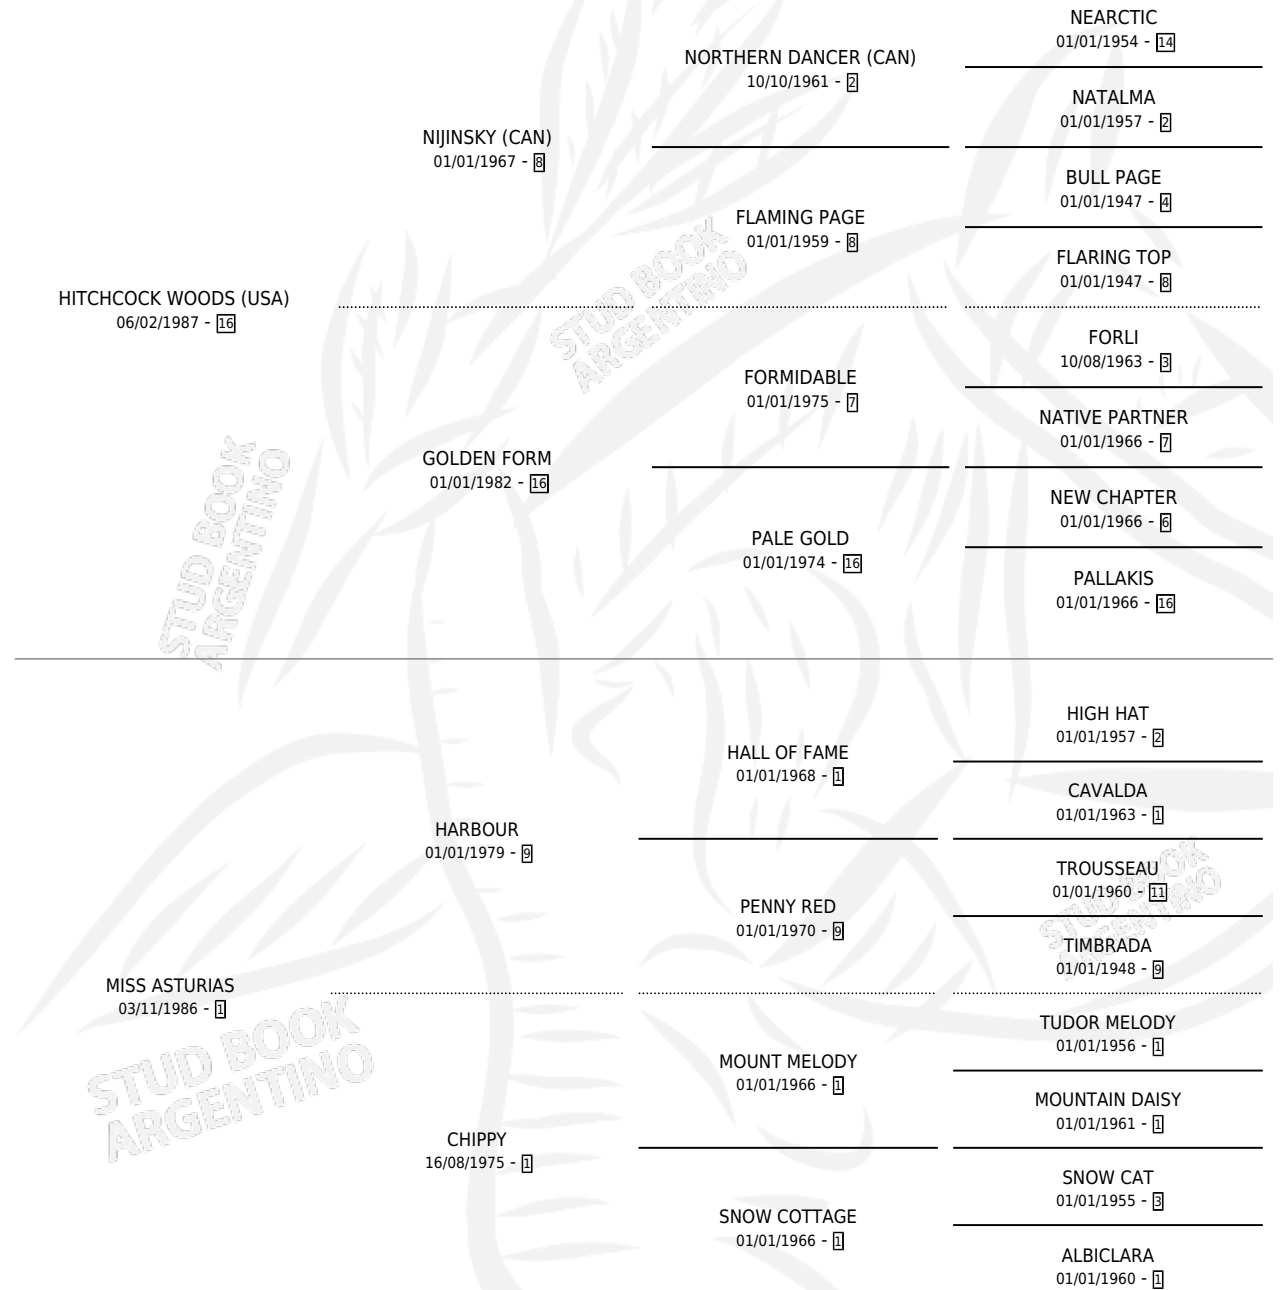 NEARCTIC
01/01/1954 - 14
NORTHERN DANCER (CAN)
10/10/1961 - 2
NATALMA
01/01/1957 - 2
NIJINSKY (CAN)
01/01/1967 - 8
BULL PAGE
01/01/1947 - 4
FLAMING PAGE
01/01/1959 - 8
FLARING TOP
01/01/1947 - 8
HITCHCOCK WOODS (USA)
06/02/1987 - 16
FORLI
10/08/1963 - 3
FORMIDABLE
01/01/1975 - 7
NATIVE PARTNER
01/01/1966 - 7
GOLDEN FORM
01/01/1982 - 16
NEW CHAPTER
01/01/1966 - 6
PALE GOLD
01/01/1974 - 16
PALLAKIS
01/01/1966 - 16
HIGH HAT
01/01/1957 - 2
HALL OF FAME
01/01/1968 - 1
CAVALDA
01/01/1963 - 1
HARBOUR
01/01/1979 - 9
TROUSSEAU
01/01/1960 - 11
PENNY RED
01/01/1970 - 9
TIMBRADA
01/01/1948 - 9
MISS ASTURIAS
03/11/1986 - 1
TUDOR MELODY
01/01/1956 - 1
MOUNT MELODY
01/01/1966 - 1
MOUNTAIN DAISY
01/01/1961 - 1
CHIPPY
16/08/1975 - 1
SNOW CAT
01/01/1955 - 3
SNOW COTTAGE
01/01/1966 - 1
ALBICLARA
01/01/1960 - 1
STUD BOOK
ARGENTINO
STUD BOOK
ARGENTINO
STUD BOOK
ARGENTINO
STUD BOOK
ARGENTINO